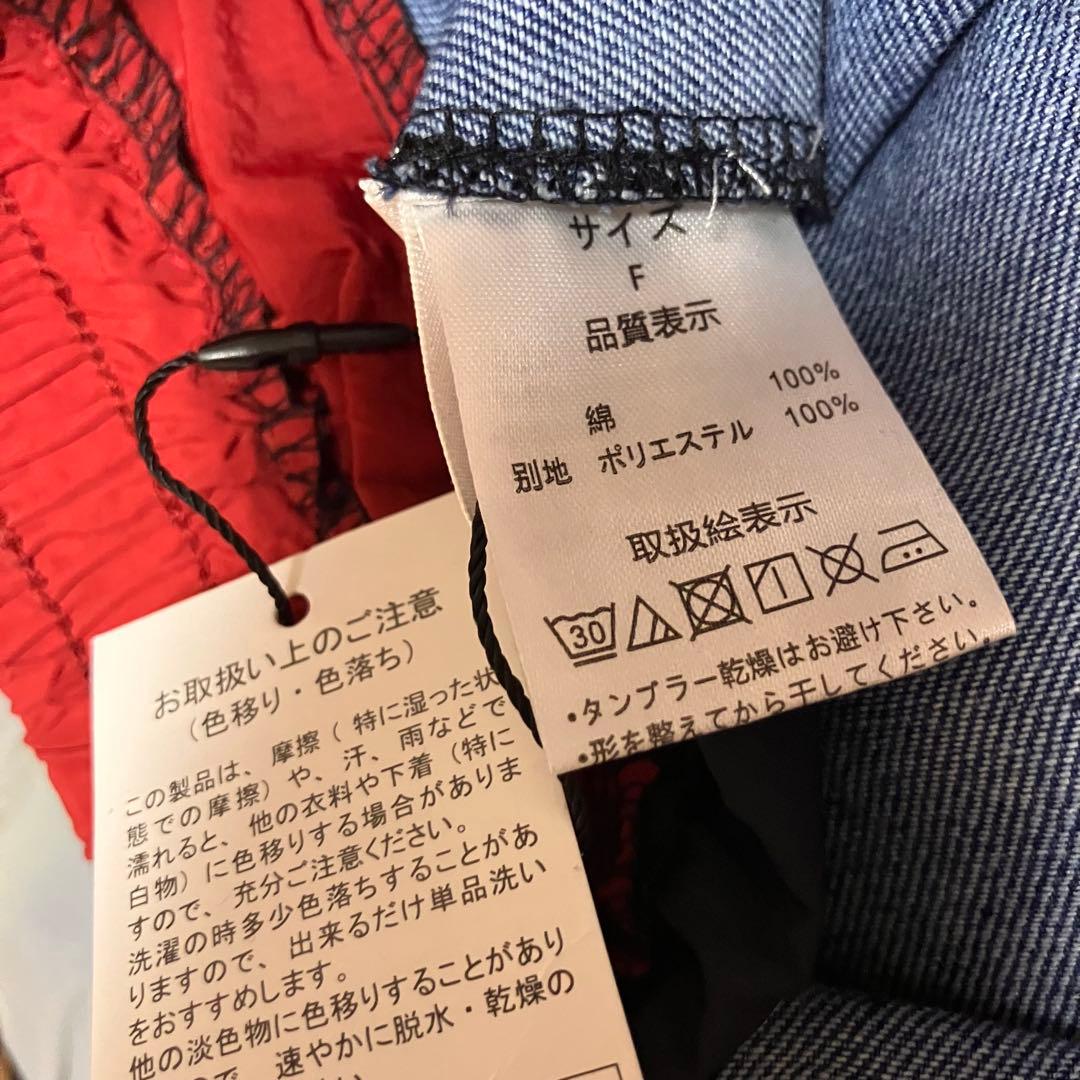 サイズ
F
品質表示
綿 100%
別地 ポリエステル 100%
取扱絵表示
30
・タンブラー乾燥はお避け下さい。
・形を整えてから干してください。
お取扱い上のご注意
(色移り・色落ち)
この製品は、摩擦(特に湿った状
態での摩擦)や、汗、雨などで
濡れると、他の衣料や下着(特に
白物)に色移りする場合がありま
すので、充分ご注意ください。
洗濯の時多少色落ちすることがあ
りますので、出来るだけ単品洗い
をおすすめします。
他の淡色物に色移りすることがあり
ので、速やかに脱水・乾燥の